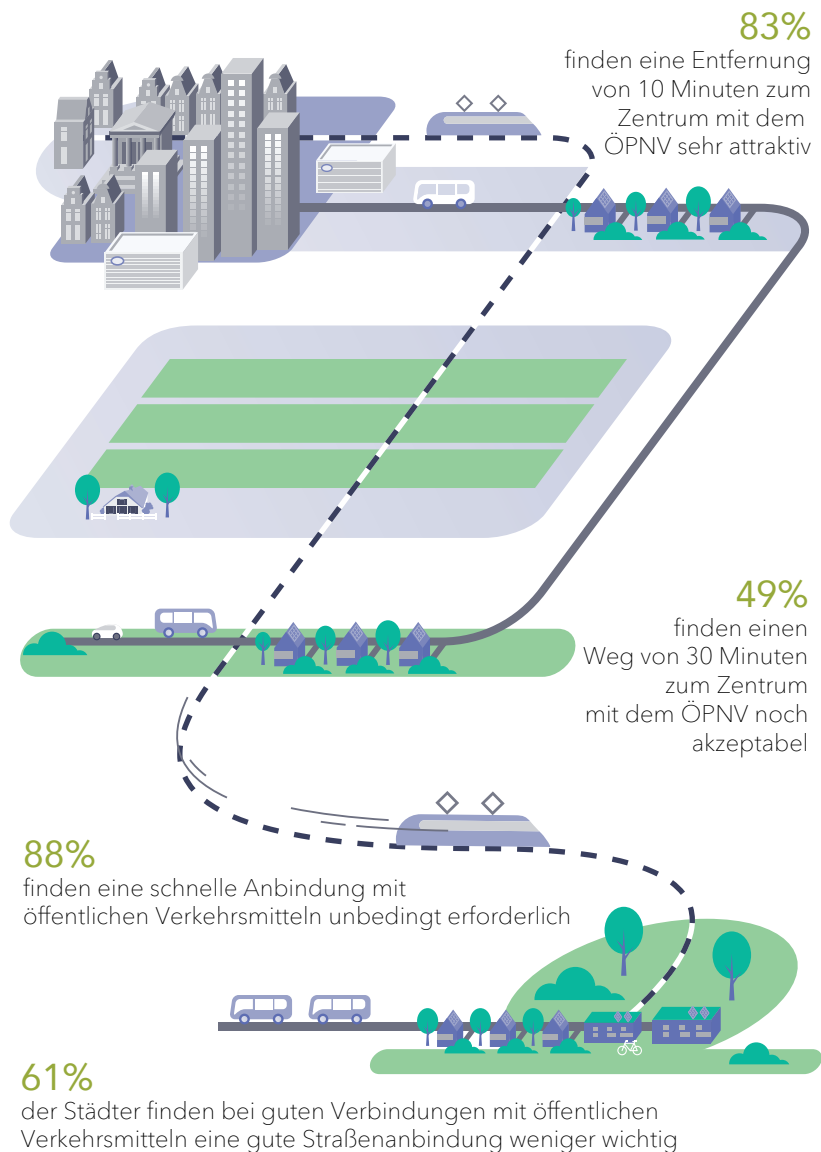 83%
finden eine Entfernung
von 10 Minuten zum
Zentrum mit dem
ÖPNV sehr attraktiv
49%
finden einen
Weg von 30 Minuten
zum Zentrum
mit dem ÖPNV noch
akzeptabel
88%
finden eine schnelle Anbindung mit
öffentlichen Verkehrsmitteln unbedingt erforderlich
61%
der Städter finden bei guten Verbindungen mit öffentlichen
Verkehrsmitteln eine gute Straßenanbindung weniger wichtig